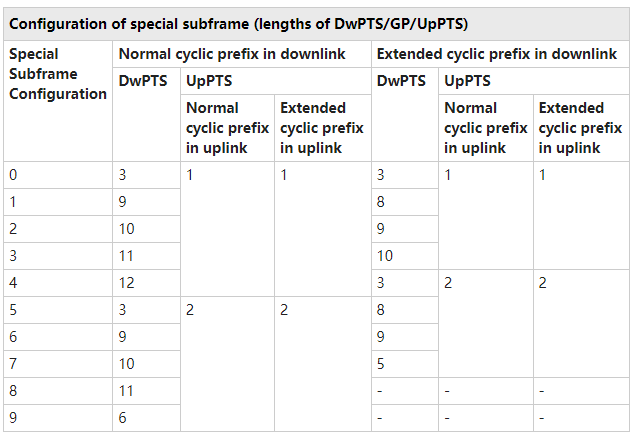 Configuration of special subframe (lengths of DwPTS/GP/UpPTS)
Special Subframe Configuration Normal cyclic prefix in downlink Extended cyclic prefix in downlink
DwPTS UpPTS DwPTS UpPTS
Normal cyclic prefix in uplink Extended cyclic prefix in uplink Normal cyclic prefix in uplink Extended cyclic prefix in uplink
0 3 1 1 3 1 1
1 9 8
2 10 9
3 11 10
4 12 3 2 2
5 3 2 2 8
6 9 9
7 10 5
8 11 - - -
9 6 - - -